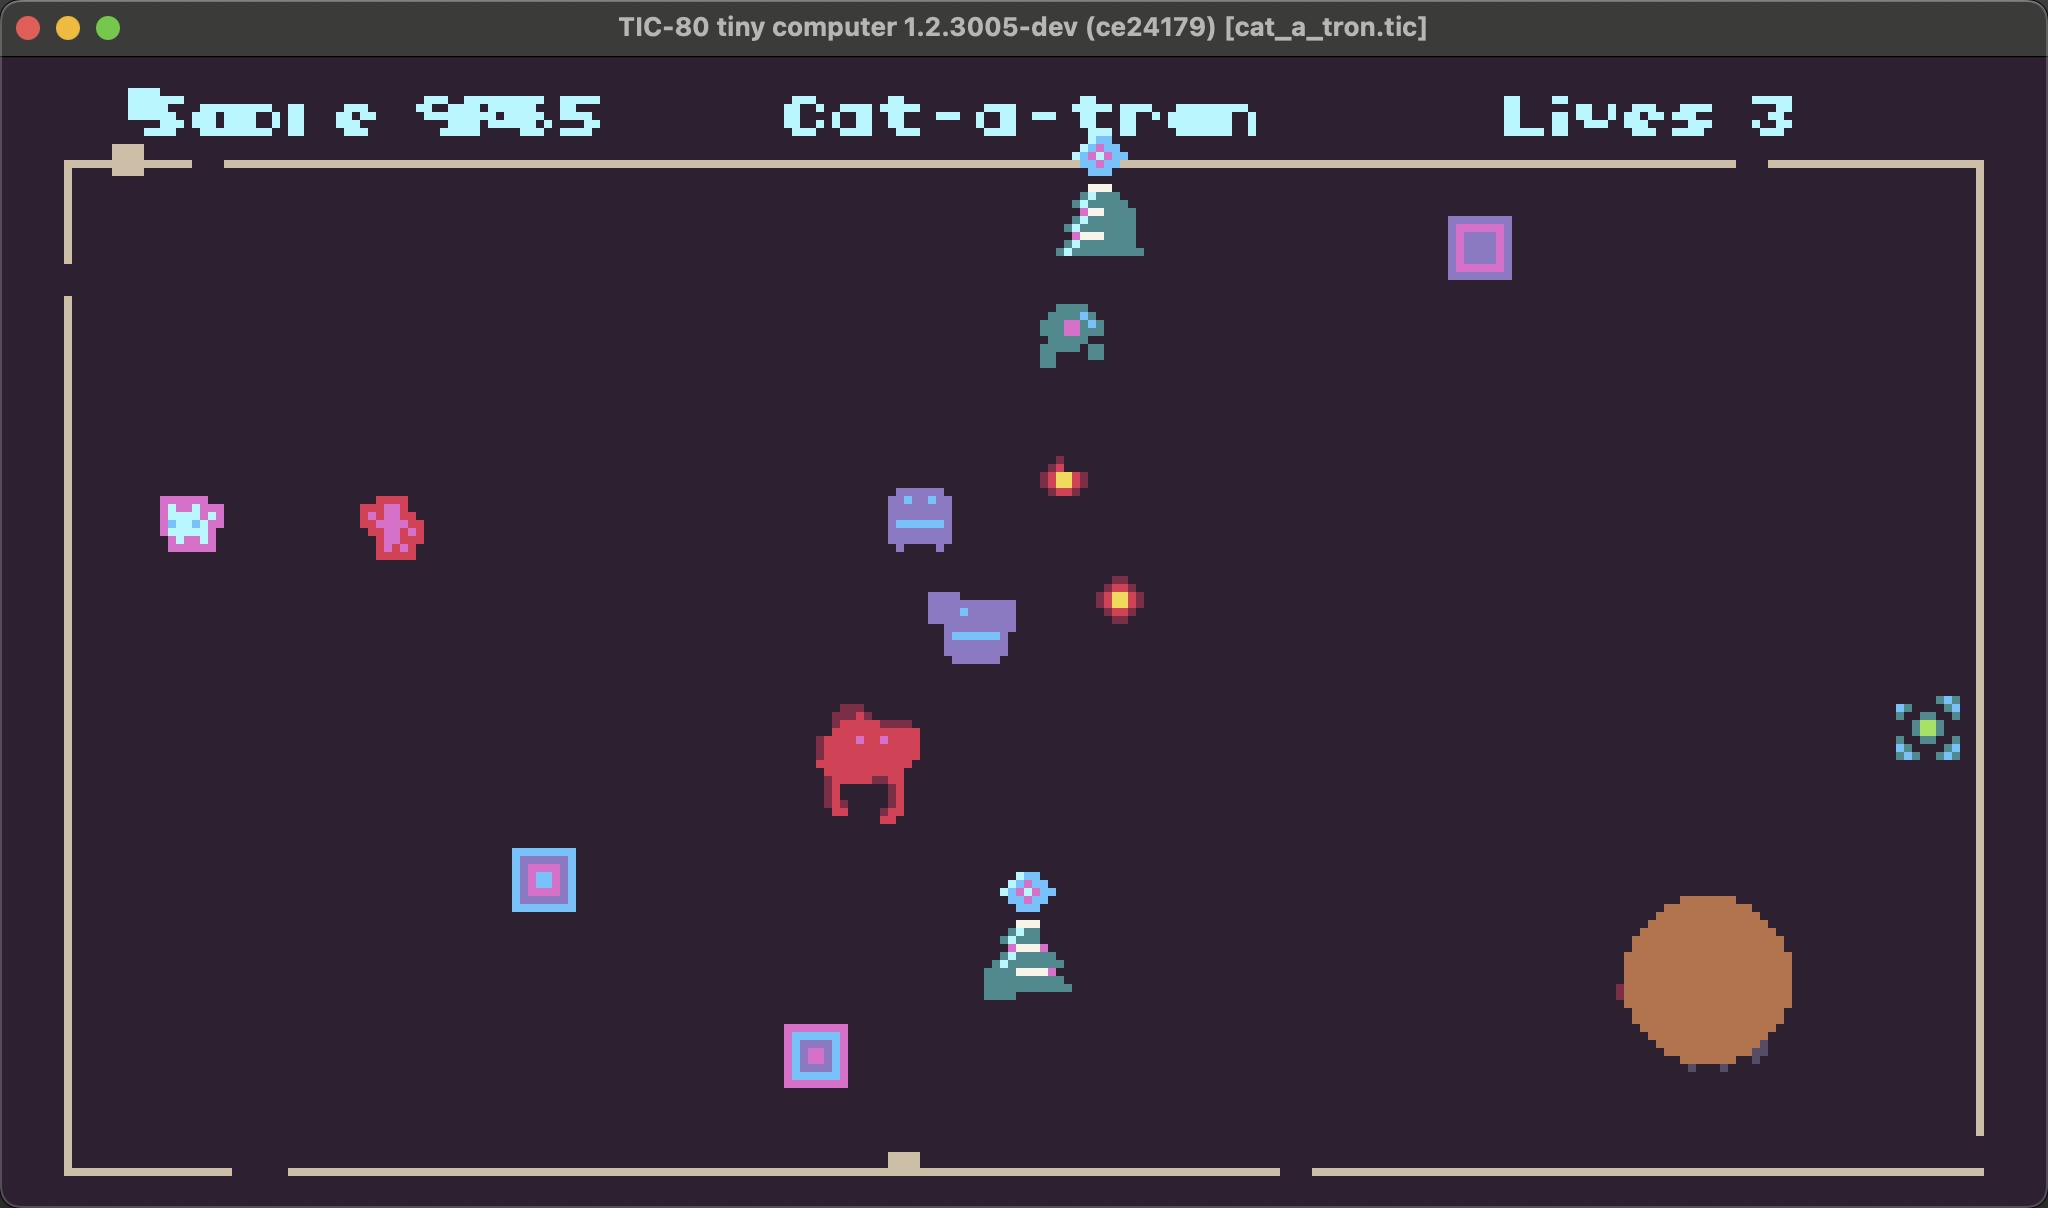 TIC-80 tiny computer 1.2.3005-dev (ce24179) [cat_a_tron.tic]
Cat-a-tron Lives 3